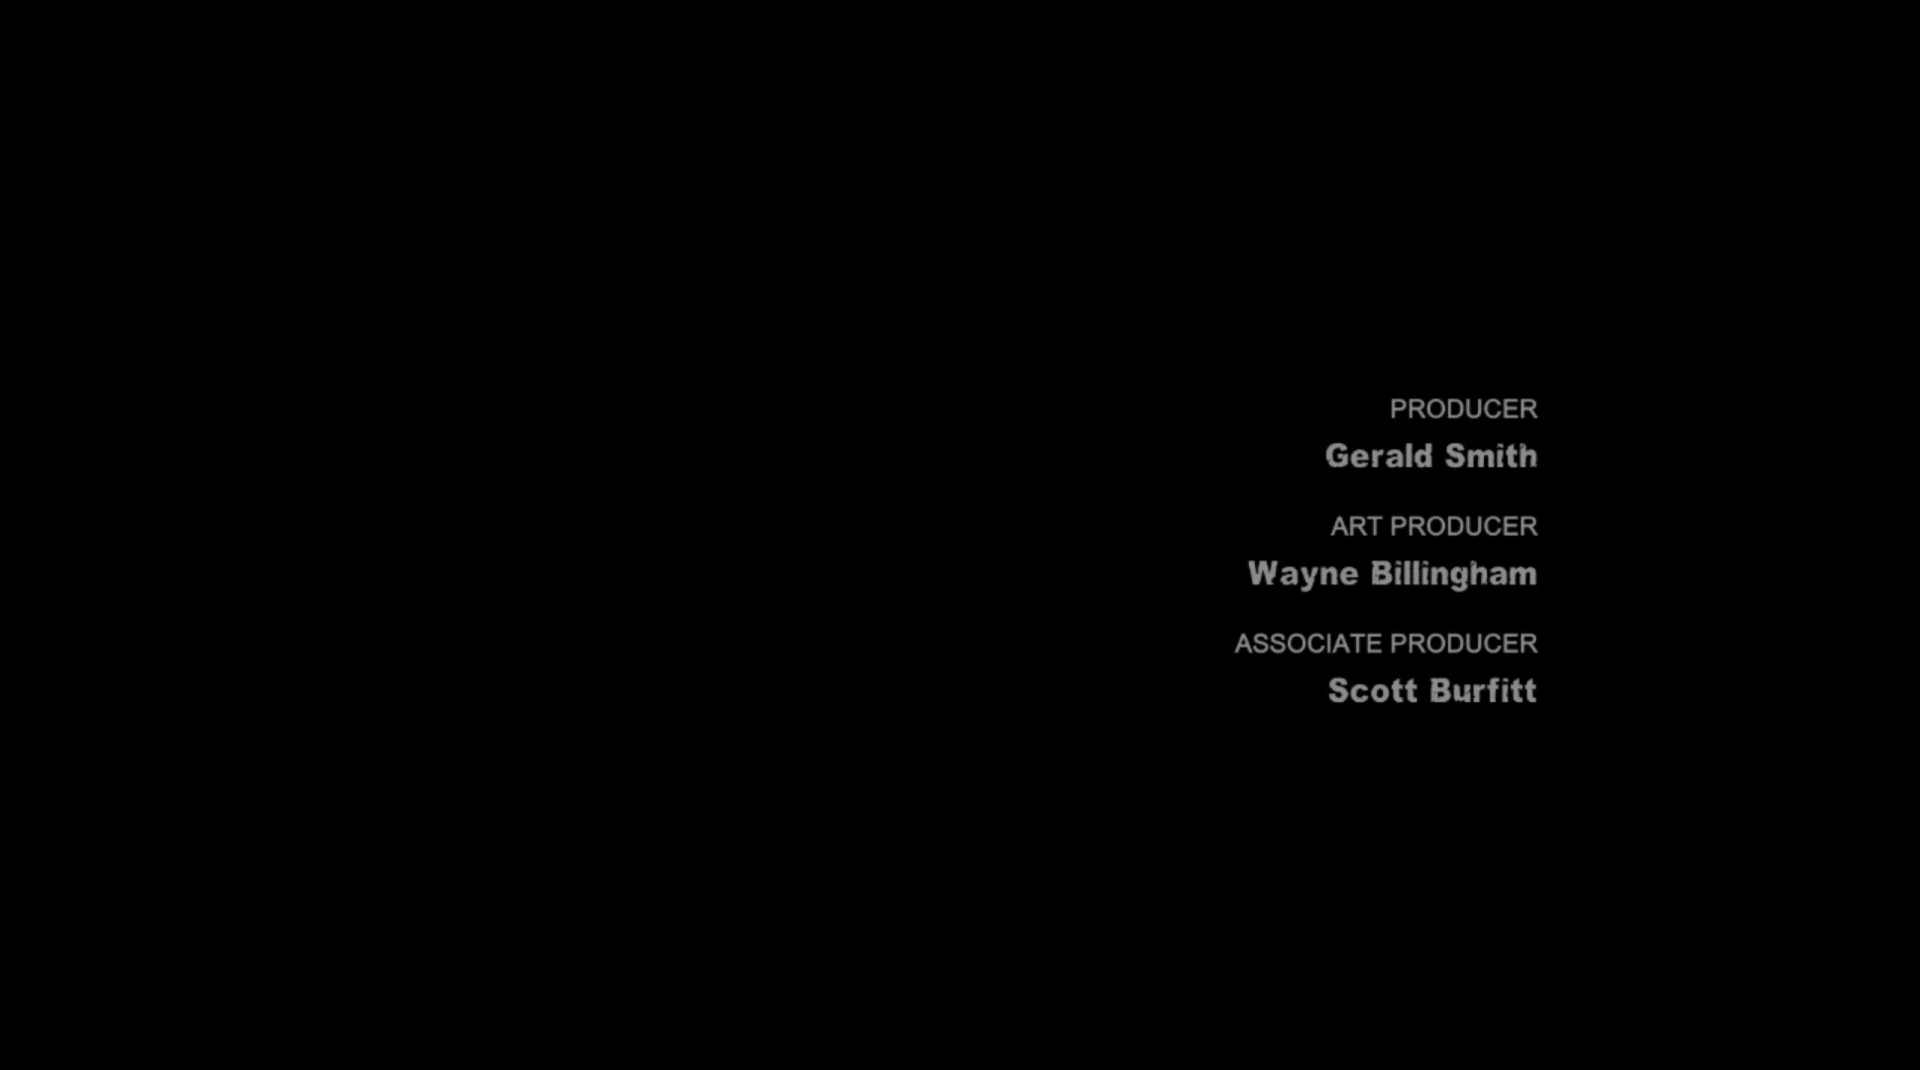 PRODUCER
Gerald Smith
ART PRODUCER
Wayne Billingham
ASSOCIATE PRODUCER
Scott Burfitt